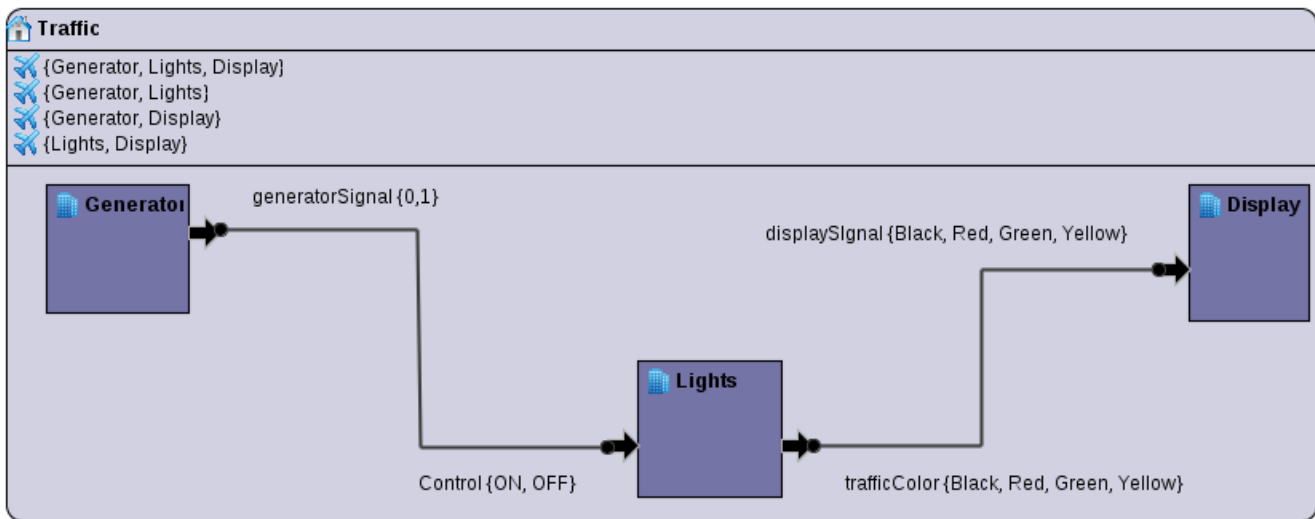 Traffic
{Generator, Lights, Display}
{Generator, Lights}
{Generator, Display}
{Lights, Display}
Generator
generatorSignal {0,1}
Display
displaySIgnal {Black, Red, Green, Yellow}
Lights
Control {ON, OFF}
trafficColor {Black, Red, Green, Yellow}